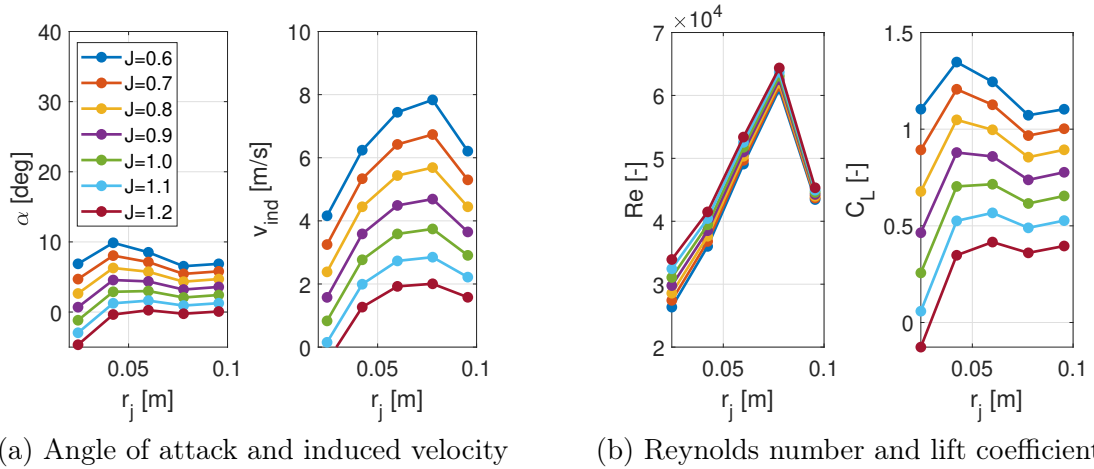 40
30
20
10
0
α [deg]
0.05
0.1
r_j [m]
J=0.6
J=0.7
J=0.8
J=0.9
J=1.0
J=1.1
J=1.2
10
8
6
4
2
0
v_ind [m/s]
0.05
0.1
r_j [m]
×10^4
7
6
5
4
3
2
Re [-]
0.05
0.1
r_j [m]
1.5
1
0.5
0
C_L [-]
0.05
0.1
r_j [m]
a) Angle of attack and induced velocity
(b) Reynolds number and lift coefficient